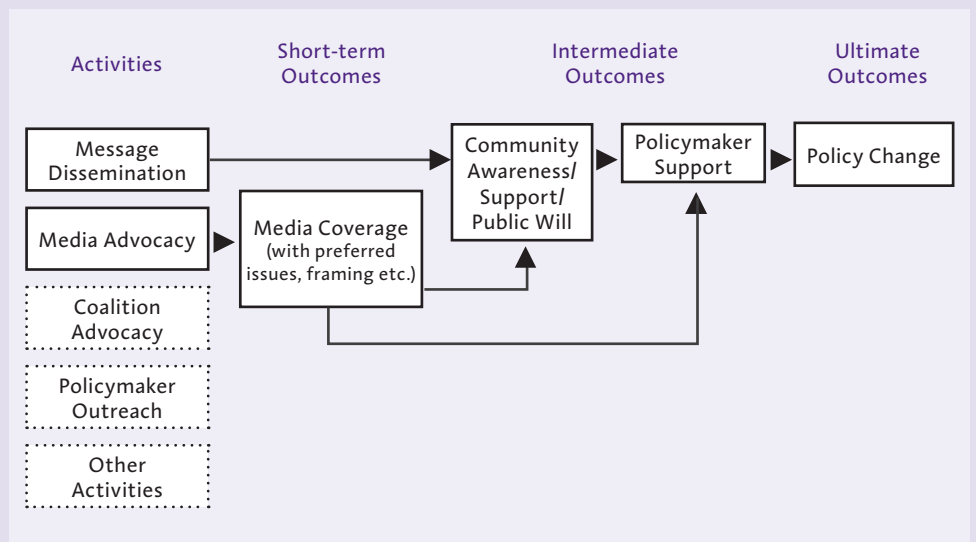 Activities
Short-term
Outcomes
Intermediate
Outcomes
Ultimate
Outcomes
Message
Dissemination
Media Advocacy
Coalition
Advocacy
Policymaker
Outreach
Other
Activities
Media Coverage
(with preferred
issues, framing etc.)
Community
Awareness/
Support/
Public Will
Policymaker
Support
Policy Change